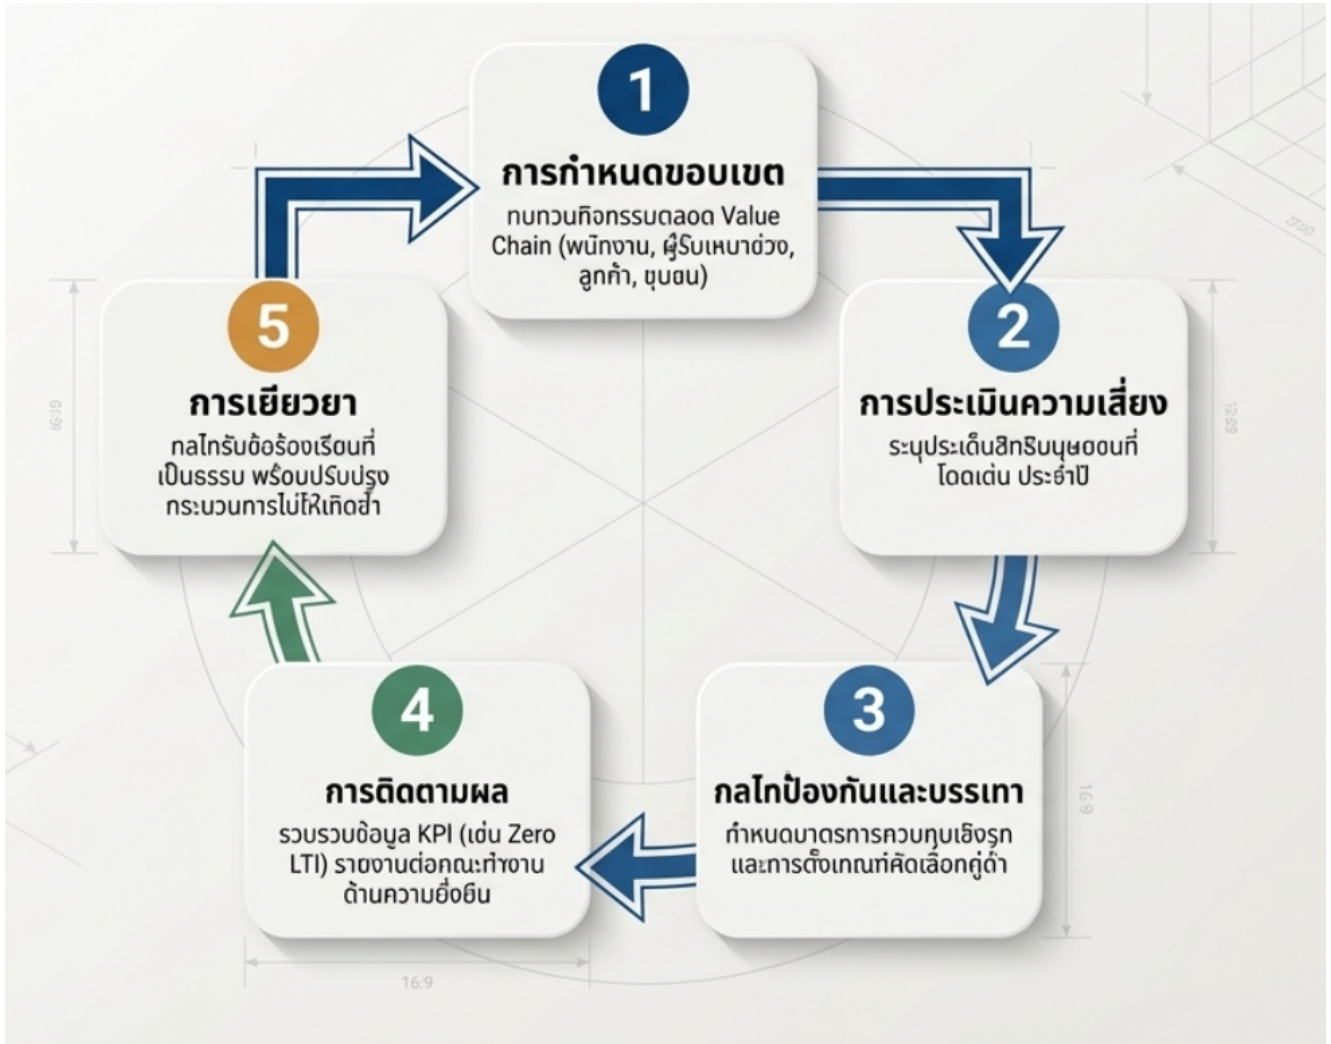 1
การกำหนดขอบเขต
ทบทวนกิจกรรมตลอด Value
Chain (พนักงาน, ผู้รับเหมาช่วง,
ลูกค้า, ชุมชน)
2
การประเมินความเสี่ยง
ระบุประเด็นสิทธิมนุษยชนที่
โดดเด่น ประจำปี
3
กลไกป้องกันและบรรเทา
กำหนดมาตรการควบคุมเชิงรุก
และการตั้งเกณฑ์คัดเลือกคู่ค้า
4
การติดตามผล
รวบรวมข้อมูล KPI (เช่น Zero
LTI) รายงานต่อคณะทำงาน
ด้านความยั่งยืน
5
การเยียวยา
กลไกรับข้อร้องเรียนที่
เป็นธรรม พร้อมปรับปรุง
กระบวนการไม่ให้เกิดซ้ำ
16:9